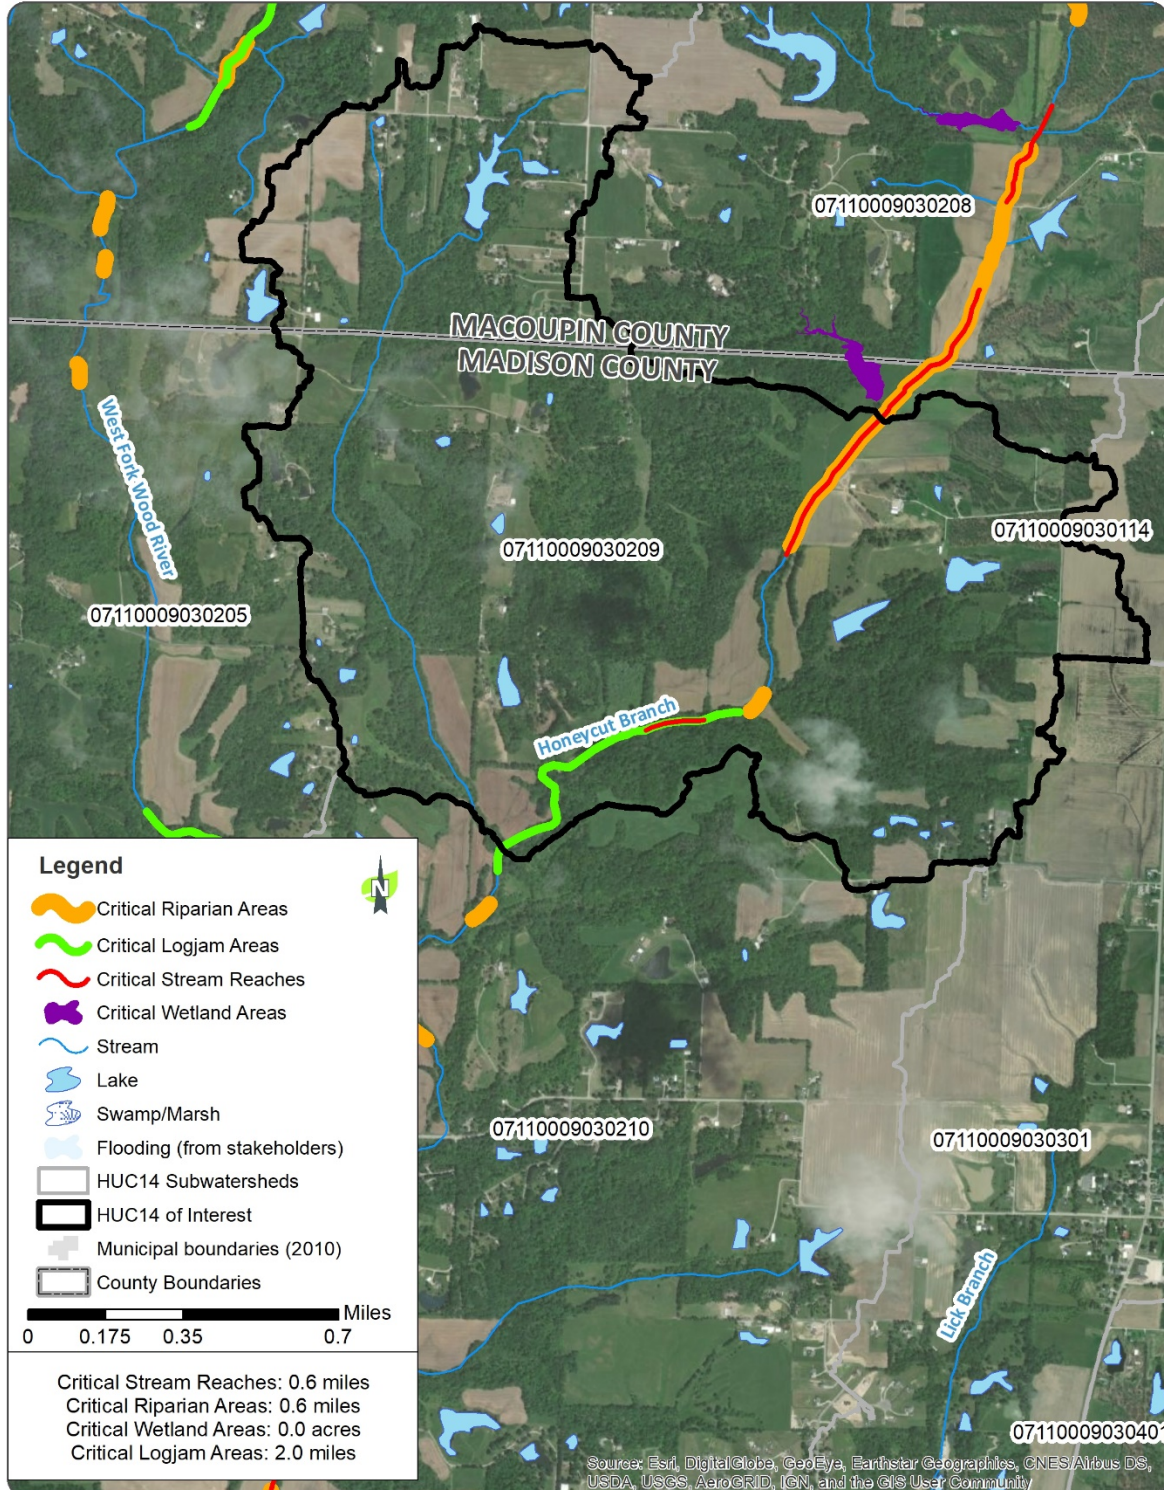 07110009030208
MACOUPIN COUNTY
MADISON COUNTY
West Fork Wood River
07110009030209
07110009030114
07110009030205
Honeycut Branch
Legend
N
Critical Riparian Areas
Critical Logjam Areas
Critical Stream Reaches
Critical Wetland Areas
Stream
Lake
Swamp/Marsh
Flooding (from stakeholders)
HUC14 Subwatersheds
HUC14 of Interest
Municipal boundaries (2010)
County Boundaries
Miles
0 0.175 0.35 0.7
Critical Stream Reaches: 0.6 miles
Critical Riparian Areas: 0.6 miles
Critical Wetland Areas: 0.0 acres
Critical Logjam Areas: 2.0 miles
07110009030210
07110009030301
Lick Branch
07110009030401
Source: Esri, DigitalGlobe, GeoEye, Earthstar Geographics, CNES/Airbus DS,
USDA, USGS, AeroGRID, IGN, and the GIS User Community